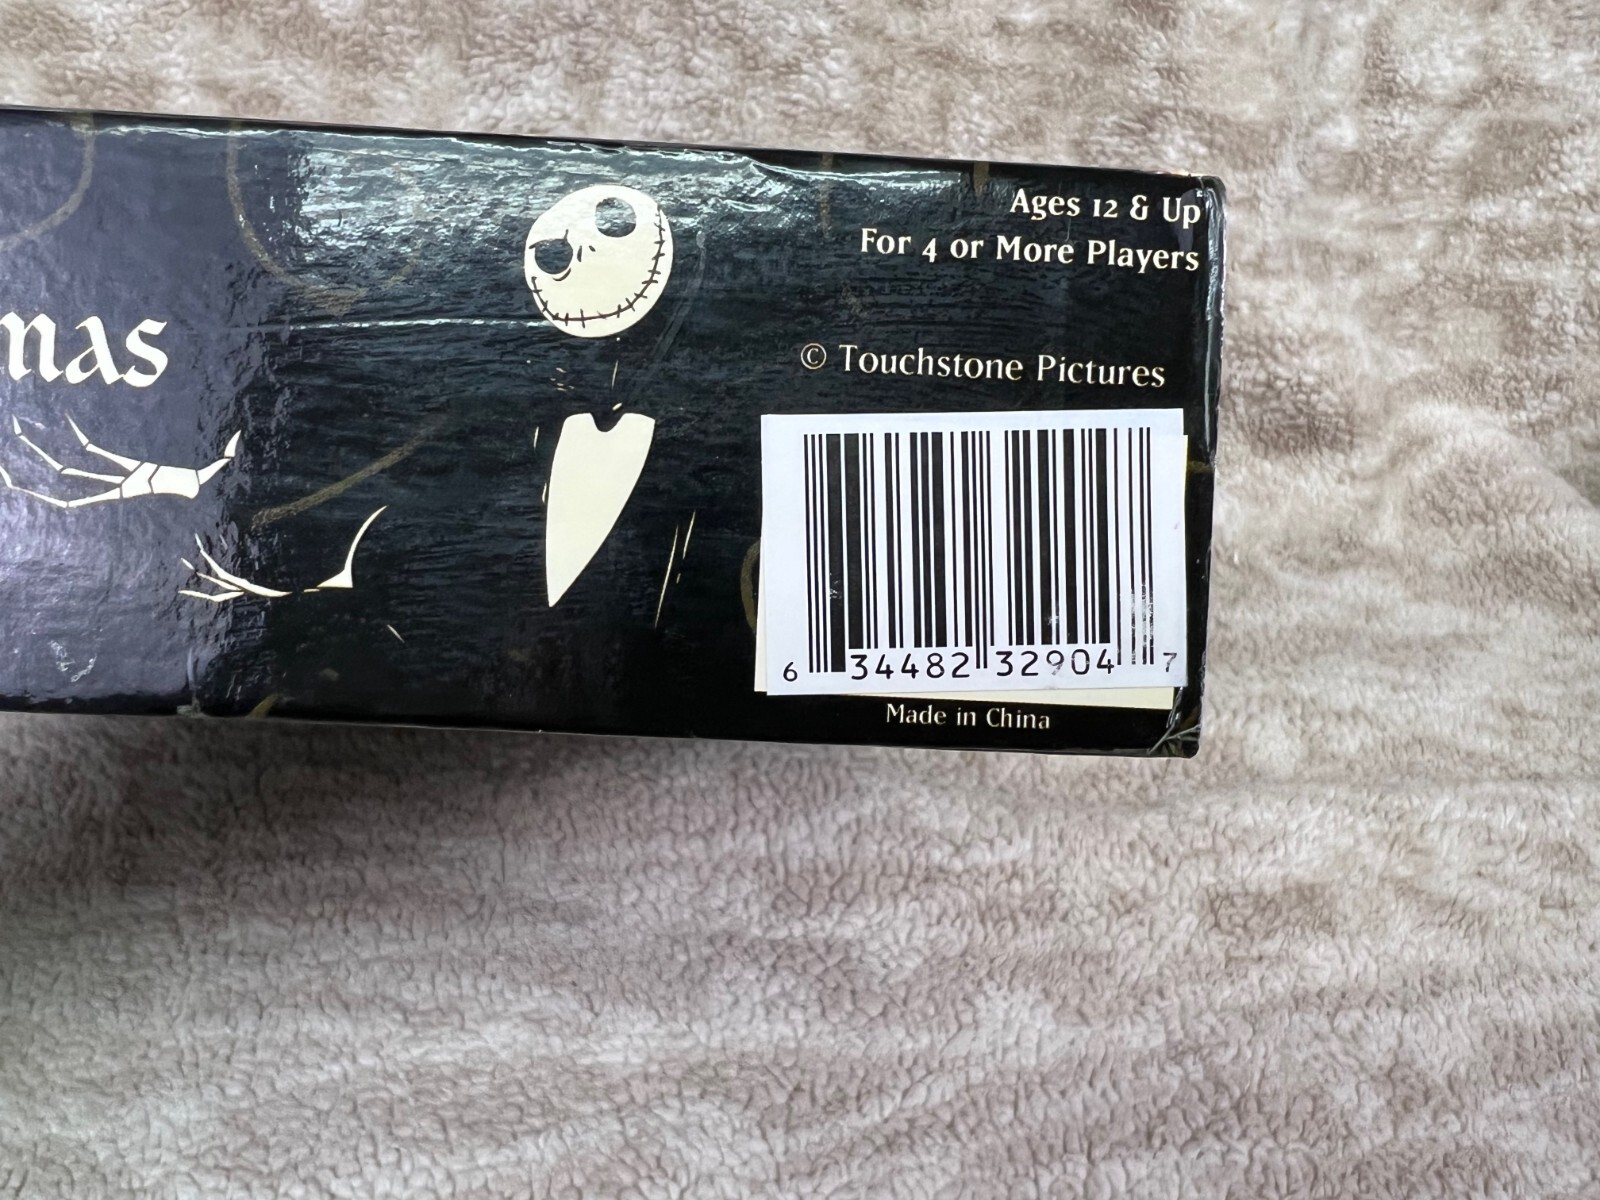 Ages 12 & Up
For 4 or More Players
mas
© Touchstone Pictures
6 34482 32904 7
Made in China